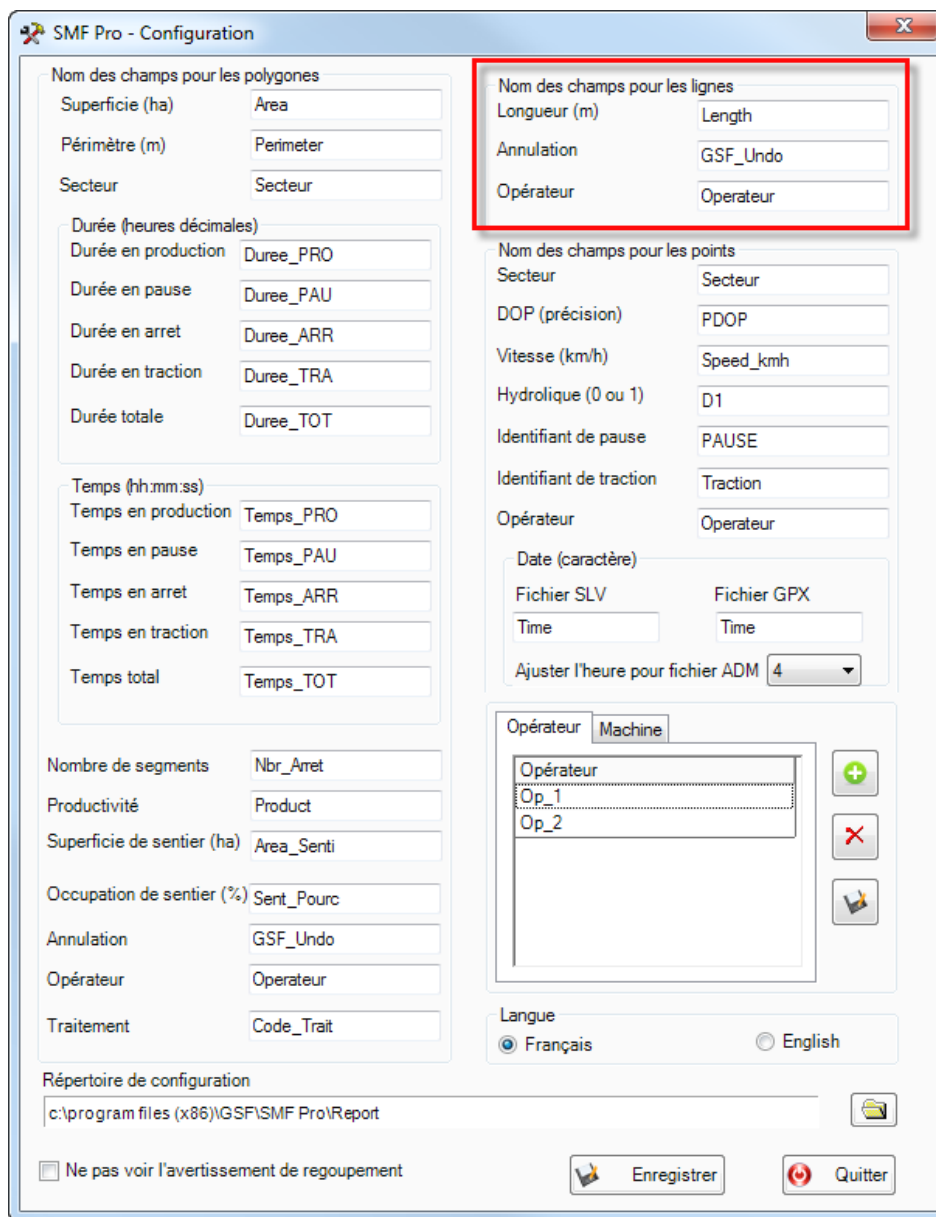 SMF Pro - Configuration
Nom des champs pour les polygones
Superficie (ha) Area
Périmètre (m) Perimeter
Secteur Secteur
Durée (heures décimales)
Durée en production Duree_PRO
Durée en pause Duree_PAU
Durée en arret Duree_ARR
Durée en traction Duree_TRA
Durée totale Duree_TOT
Temps (hh:mm:ss)
Temps en production Temps_PRO
Temps en pause Temps_PAU
Temps en arret Temps_ARR
Temps en traction Temps_TRA
Temps total Temps_TOT
Nombre de segments Nbr_Arret
Productivité Product
Superficie de sentier (ha) Area_Senti
Occupation de sentier (%) Sent_Pourc
Annulation GSF_Undo
Opérateur Operateur
Traitement Code_Trait
Nom des champs pour les lignes
Longueur (m) Length
Annulation GSF_Undo
Opérateur Operateur
Nom des champs pour les points
Secteur Secteur
DOP (précision) PDOP
Vitesse (km/h) Speed_kmh
Hydrolique (0 ou 1) D1
Identifiant de pause PAUSE
Identifiant de traction Traction
Opérateur Operateur
Date (caractère)
Fichier SLV Fichier GPX
Time Time
Ajuster l'heure pour fichier ADM 4
Opérateur Machine
Opérateur
Op_1
Op_2
Langue
Français English
Répertoire de configuration
c:\program files (x86)\GSF\SMF Pro\Report
Ne pas voir l'avertissement de regoupement
Enregistrer Quitter